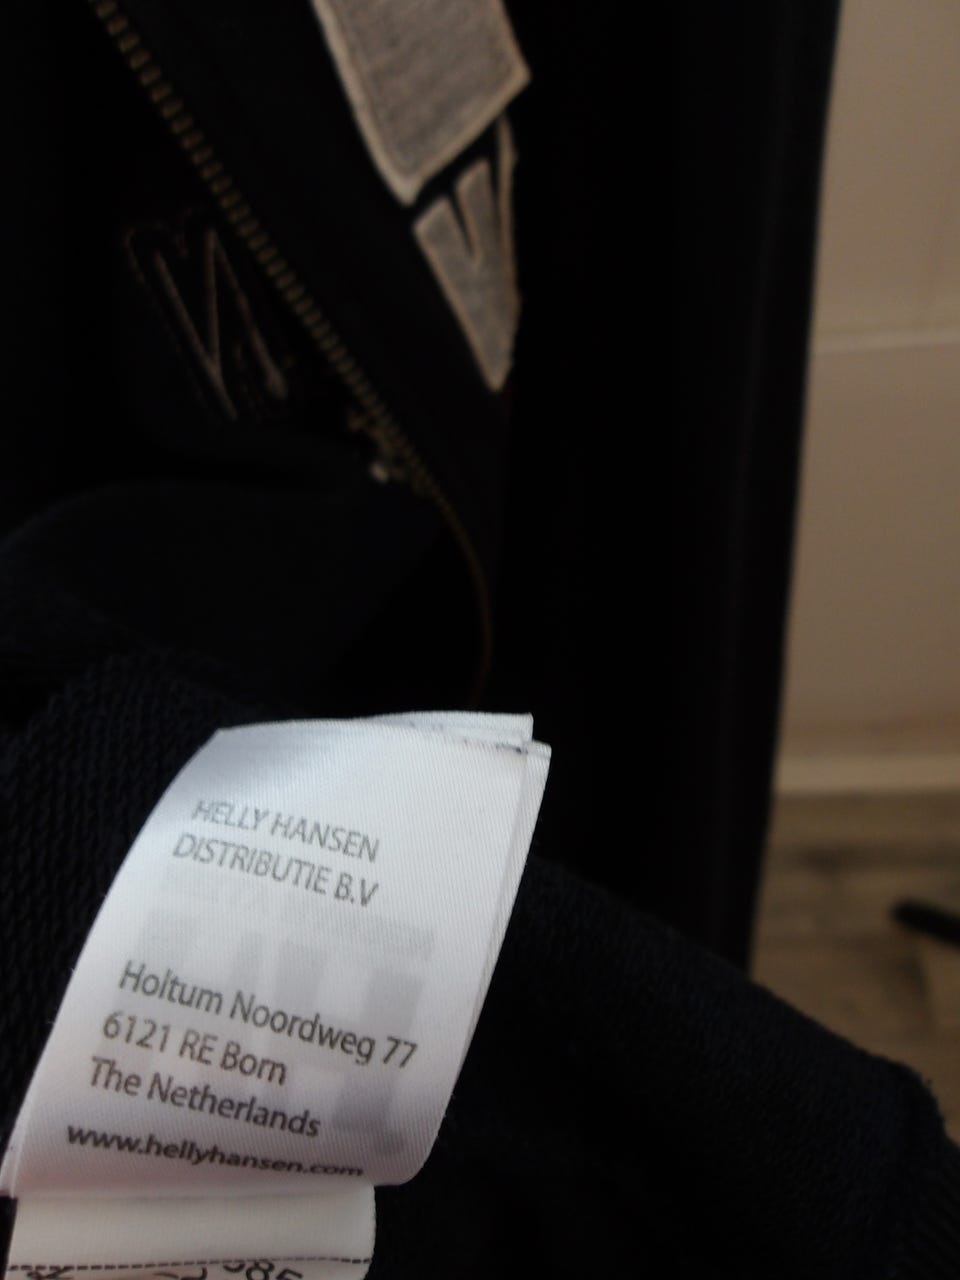 HELLY HANSEN
DISTRIBUTIE B.V
Holtum Noordweg 77
6121 RE Born
The Netherlands
www.hellyhansen.com